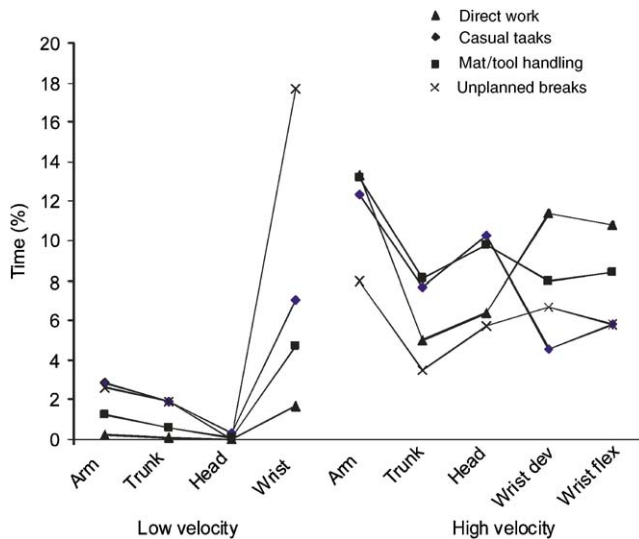 Direct work
Casual taaks
Mat/tool handling
Unplanned breaks
20
18
16
14
12
10
8
6
4
2
0
Time (%)
Arm
Trunk
Head
Wrist
Arm
Trunk
Head
Wrist dev
Wrist flex
Low velocity
High velocity